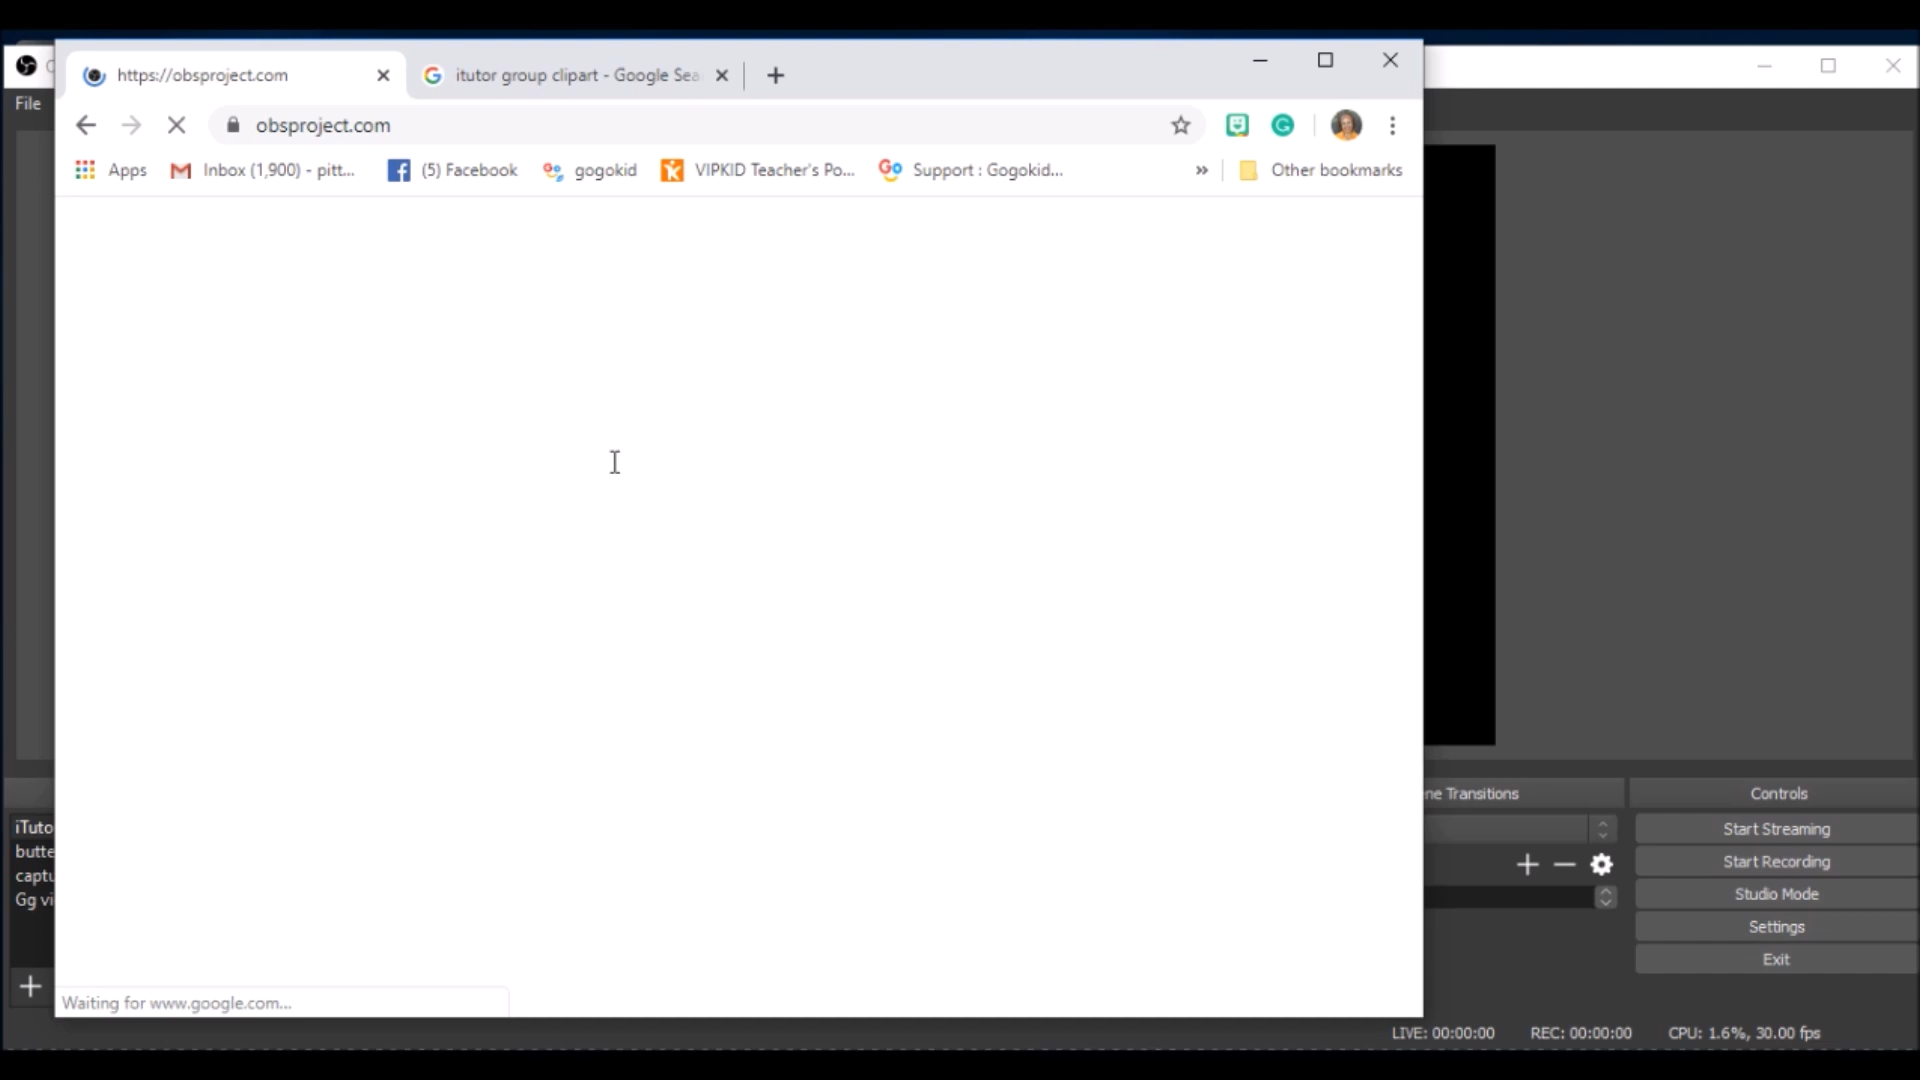 https://obsproject.com
itutor group clipart - Google Sea
File
obsproject.com
Apps
Inbox (1,900) - pitt...
(5) Facebook
gogokid
VIPKID Teacher's Po...
Support : Gogokid...
»
Other bookmarks
ne Transitions
Controls
iTuto
Start Streaming
butte
Start Recording
captu
Studio Mode
Gg vi
Settings
Exit
Waiting for www.google.com...
LIVE: 00:00:00
REC: 00:00:00
CPU: 1.6%, 30.00 fps